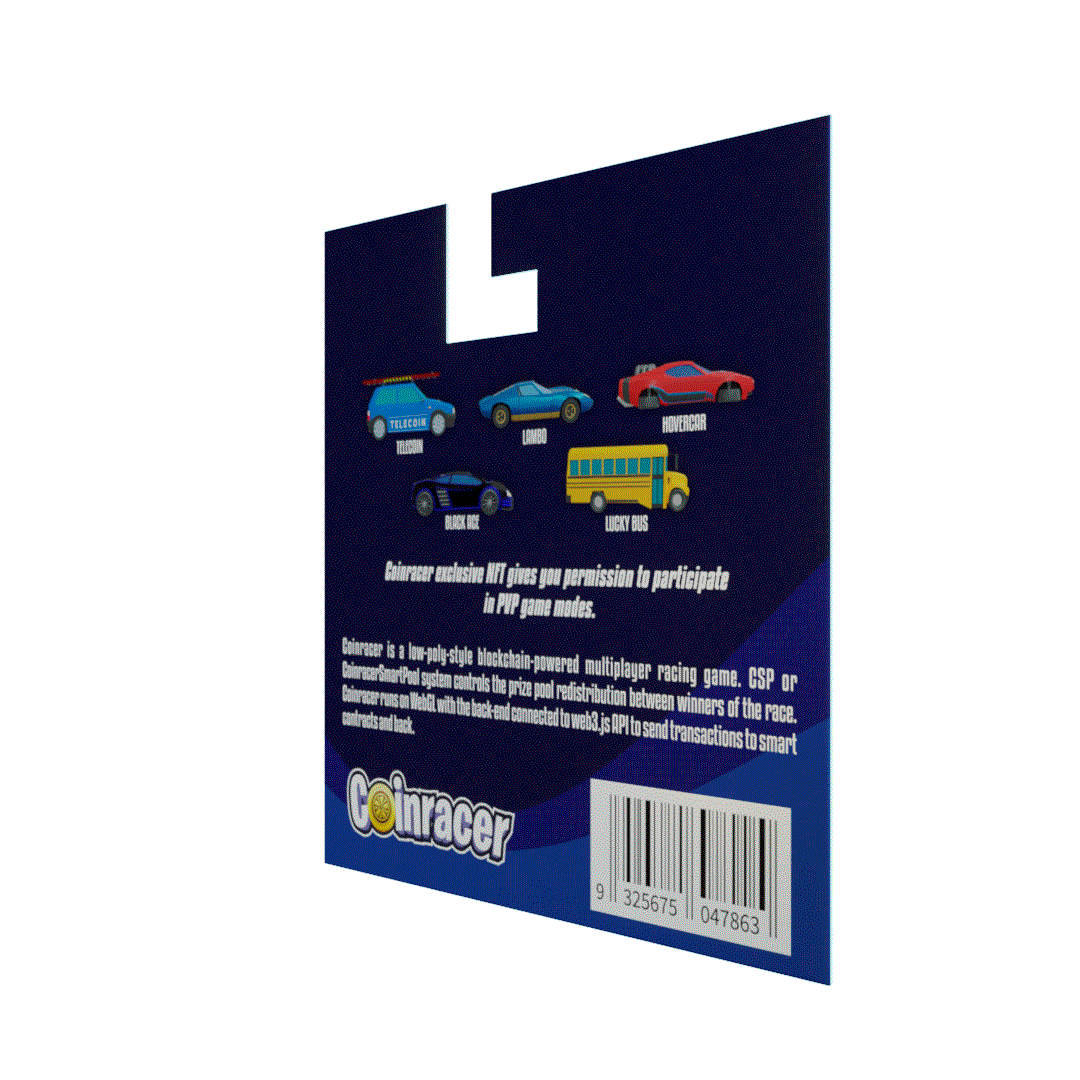 TELECOIN
TELECOIN
LAMBO
HOVERCAR
BLACK ACE
LUCKY BUS
Coinracer exclusive NFT gives you permission to participate
in PVP game modes.
Coinracer is a low-poly-style blockchain-powered multiplayer racing game. CSP or
CoinracerSmartPool system controls the prize pool redistribution between winners of the race.
Coinracer runs on WebGL with the back-end connected to web3.js API to send transactions to smart
contracts and back.
Coinracer
9 325675 047863